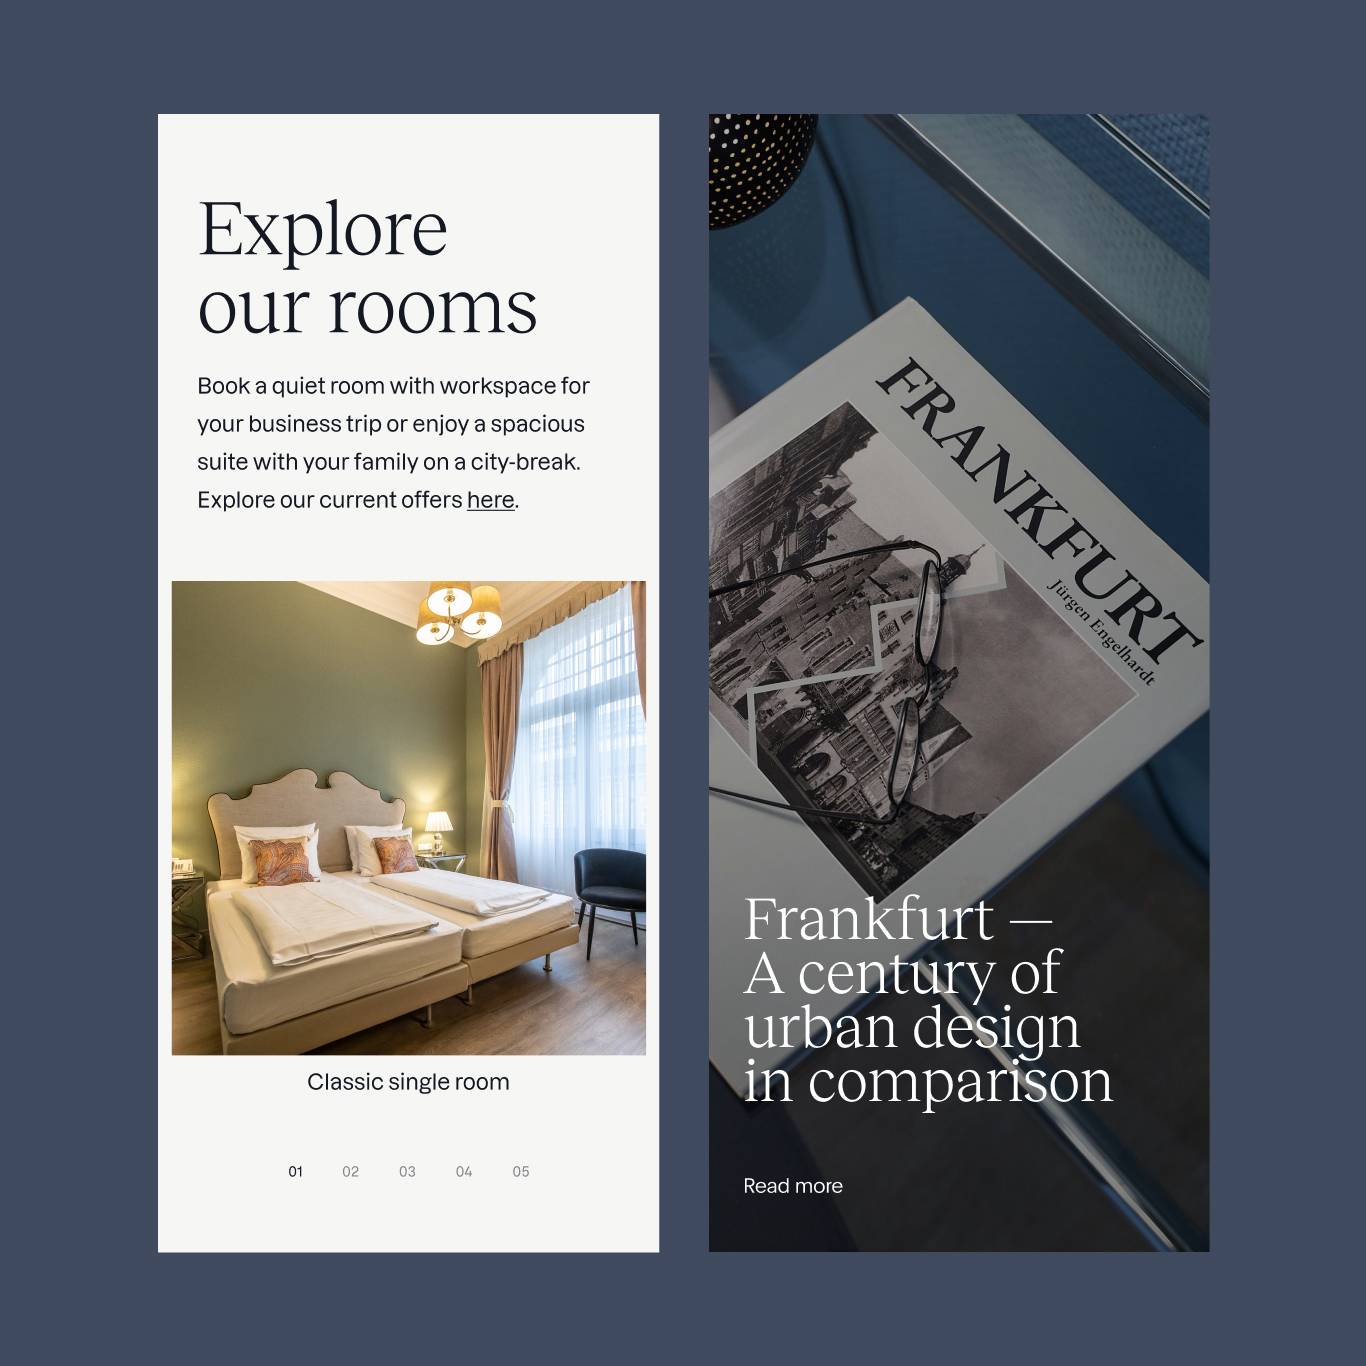 Explore
our rooms
Book a quiet room with workspace for
your business trip or enjoy a spacious
suite with your family on a city-break.
Explore our current offers here.
Classic single room
01 02 03 04 05
FRANKFURT
Jürgen Engelhardt
Frankfurt —
A century of
urban design
in comparison
Read more